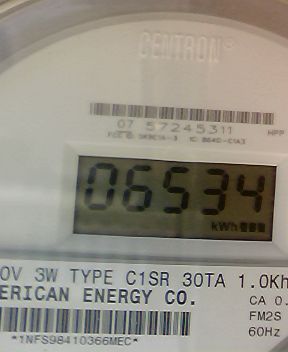 CENTRON®
07 57245311
HPP
06534
kWh
0V 3W TYPE C1SR 30TA 1.0Kh
ERICAN ENERGY CO.
CA 0.
FM2S
60Hz
*1NFS98410366MEC*